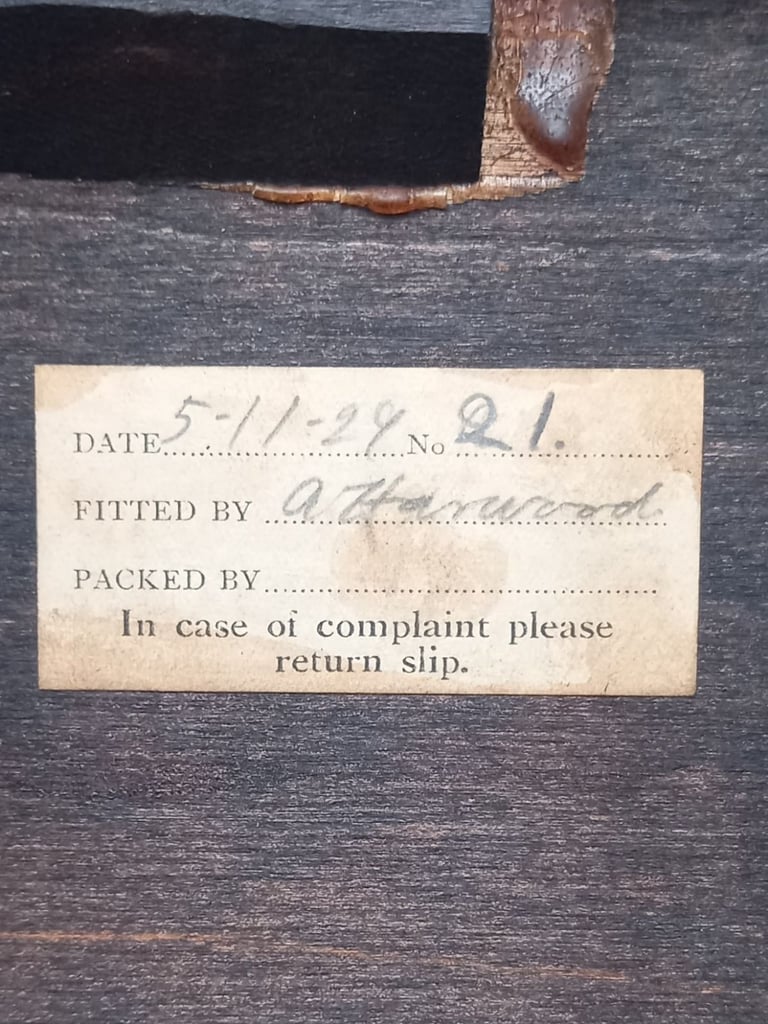 DATE 5-11-29 No 21.
FITTED BY A Harwood
PACKED BY
In case of complaint please
return slip.